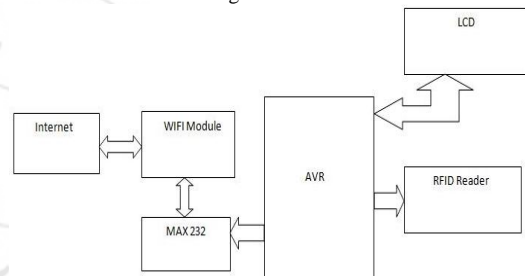 LCD
Internet
WIFI Module
AVR
RFID Reader
MAX 232